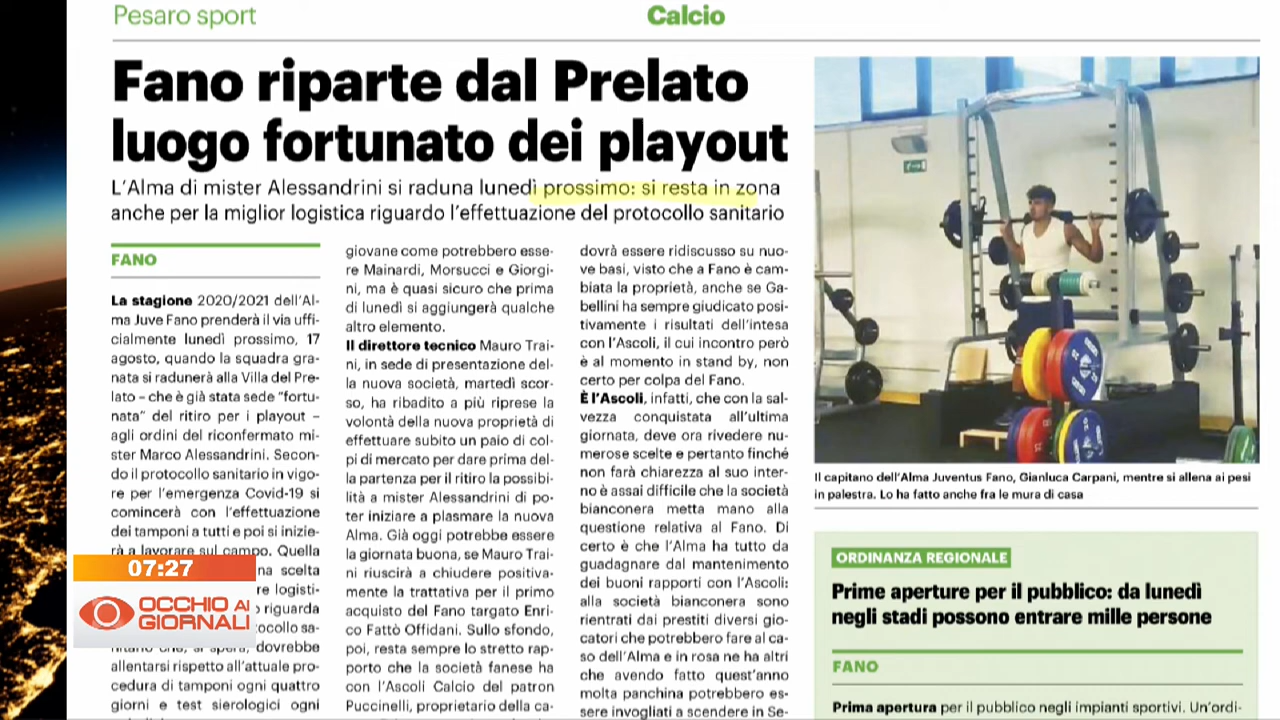 Pesaro sport
Calcio
Fano riparte dal Prelato
luogo fortunato dei playout
L'Alma di mister Alessandrini si raduna lunedì prossimo: si resta in zona
anche per la miglior logistica riguardo l'effettuazione del protocollo sanitario
FANO
La stagione 2020/2021 dell'Al-
ma Juve Fano prenderà il via uffi-
cialmente lunedì prossimo, 17
agosto, quando la squadra gra-
nata si radunerà alla Villa del Pre-
lato – che è già stata sede "fortu-
nata" del ritiro per i playout –
agli ordini del riconfermato mi-
ster Marco Alessandrini. Secon-
do il protocollo sanitario in vigo-
re per l'emergenza Covid-19 si
comincerà con l'effettuazione
dei tamponi a tutti e poi si inizie-
rà a lavorare sul campo. Quella
na scelta
re logisti-
riguarda
tocollo sa-
nitario che, si spera, dovrebbe
allentarsi rispetto all'attuale pro-
cedura di tamponi ogni quattro
giorni e test sierologici ogni
giovane come potrebbero esse-
re Mainardi, Morsucci e Giorgi-
ni, ma è quasi sicuro che prima
di lunedì si aggiungerà qualche
altro elemento.
Il direttore tecnico Mauro Trai-
ni, in sede di presentazione del-
la nuova società, martedì scor-
so, ha ribadito a più riprese la
volontà della nuova proprietà di
effettuare subito un paio di col-
pi di mercato per dare prima del-
la partenza per il ritiro la possibi-
lità a mister Alessandrini di po-
ter iniziare a plasmare la nuova
Alma. Già oggi potrebbe essere
la giornata buona, se Mauro Trai-
ni riuscirà a chiudere positiva-
mente la trattativa per il primo
acquisto del Fano targato Enri-
co Fattò Offidani. Sullo sfondo,
poi, resta sempre lo stretto rap-
porto che la società fanese ha
con l'Ascoli Calcio del patron
Puccinelli, proprietario della ca-
dovrà essere ridiscusso su nuo-
ve basi, visto che a Fano è cam-
biata la proprietà, anche se Ga-
bellini ha sempre giudicato posi-
tivamente i risultati dell'intesa
con l'Ascoli, il cui incontro però
è al momento in stand by, non
certo per colpa del Fano.
È l'Ascoli, infatti, che con la sal-
vezza conquistata all'ultima
giornata, deve ora rivedere nu-
merose scelte e pertanto finché
non farà chiarezza al suo inter-
no è assai difficile che la società
bianconera metta mano alla
questione relativa al Fano. Di
certo è che l'Alma ha tutto da
guadagnare dal mantenimento
dei buoni rapporti con l'Ascoli:
alla società bianconera sono
rientrati dai prestiti diversi gio-
catori che potrebbero fare al ca-
so dell'Alma e in rosa ne ha altri
che avendo fatto quest'anno
molta panchina potrebbero es-
sere invogliati a scendere in Se-
Il capitano dell'Alma Juventus Fano, Gianluca Carpani, mentre si allena ai pesi
in palestra. Lo ha fatto anche fra le mura di casa
ORDINANZA REGIONALE
Prime aperture per il pubblico: da lunedì
negli stadi possono entrare mille persone
FANO
Prima apertura per il pubblico negli impianti sportivi. Un'ordi-
07:27
OCCHIO AI
GIORNALI